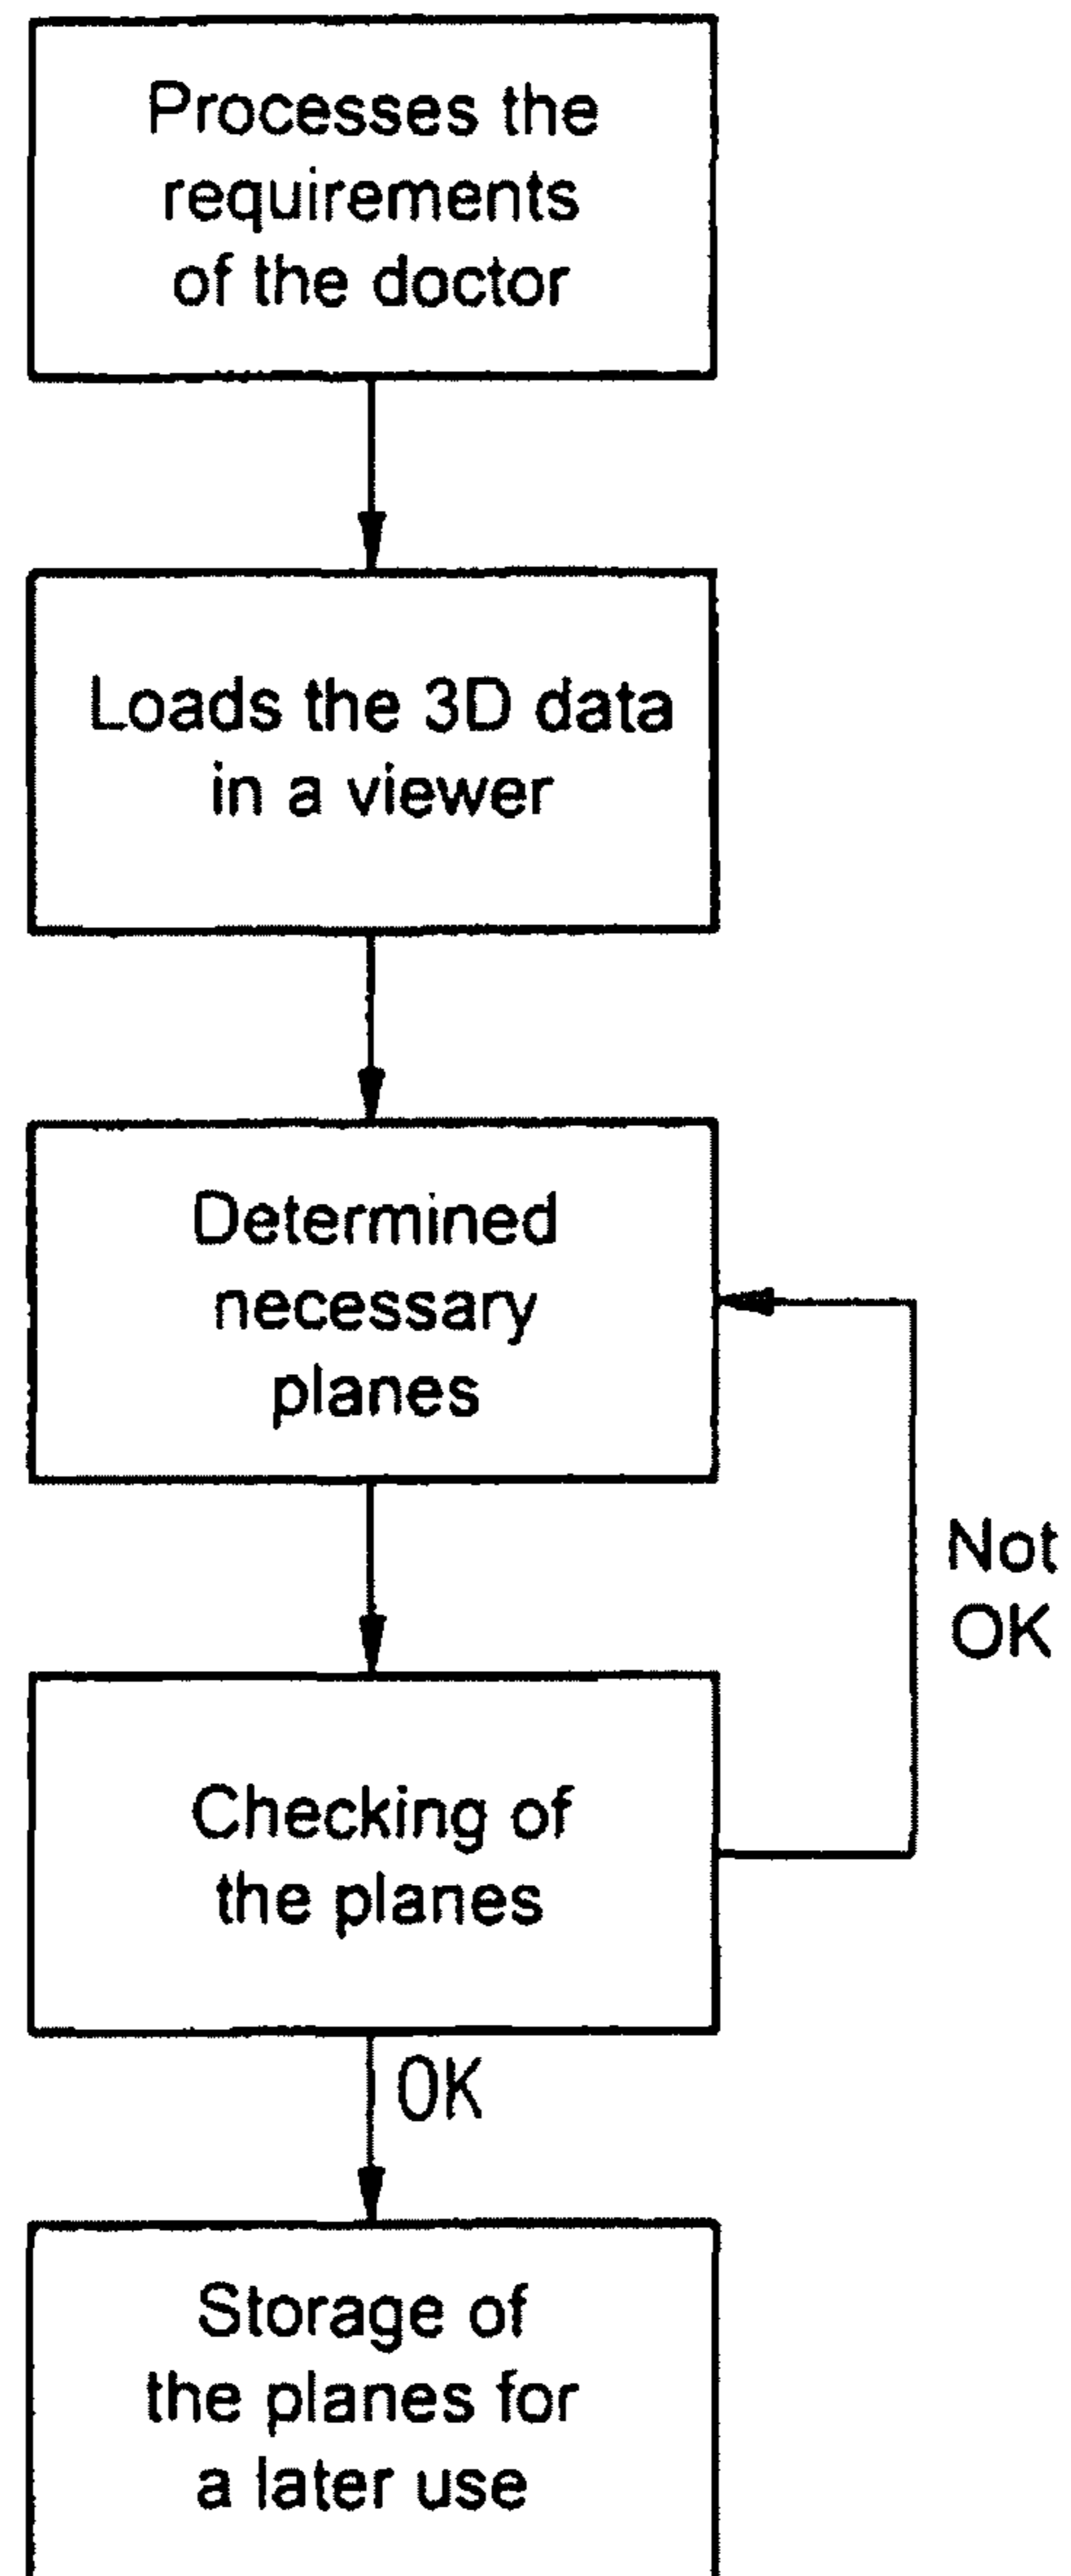 Processes the
requirements
of the doctor
Loads the 3D data
in a viewer
Determined
necessary
planes
Not
OK
Checking of
the planes
OK
Storage of
the planes for
a later use